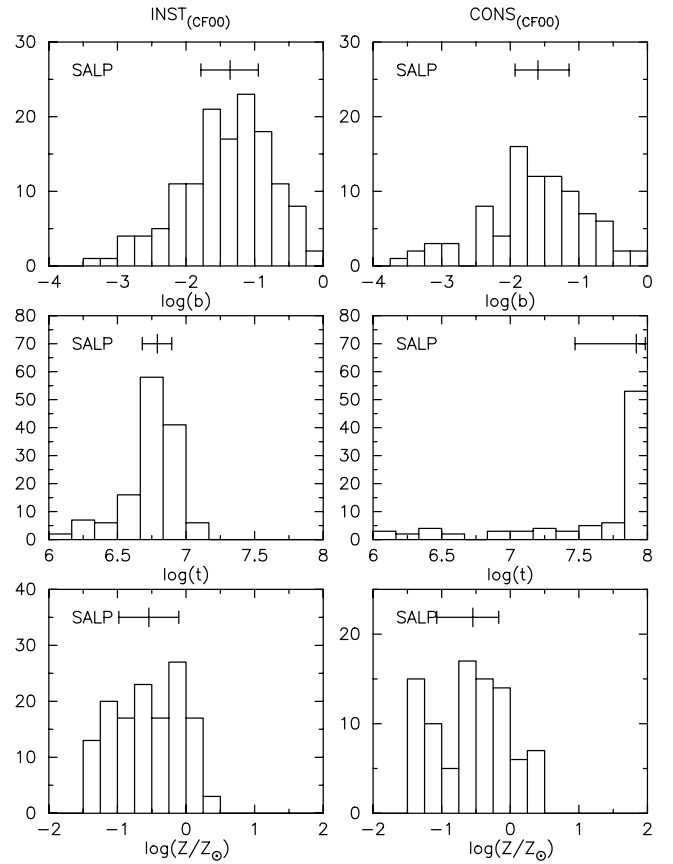 INST(CF00) CONS(CF00)
30 30
SALP SALP
20 20
10 10
0 0
−4 −3 −2 −1 0 −4 −3 −2 −1 0
log(b) log(b)
80 80
70 SALP 70 SALP
60 60
50 50
40 40
30 30
20 20
10 10
0 0
6 6.5 7 7.5 8 6 6.5 7 7.5 8
log(t) log(t)
40
SALP SALP
30
20 20
10 10
0 0
−2 −1 0 1 2 −2 −1 0 1 2
log(Z/Z⊙) log(Z/Z⊙)